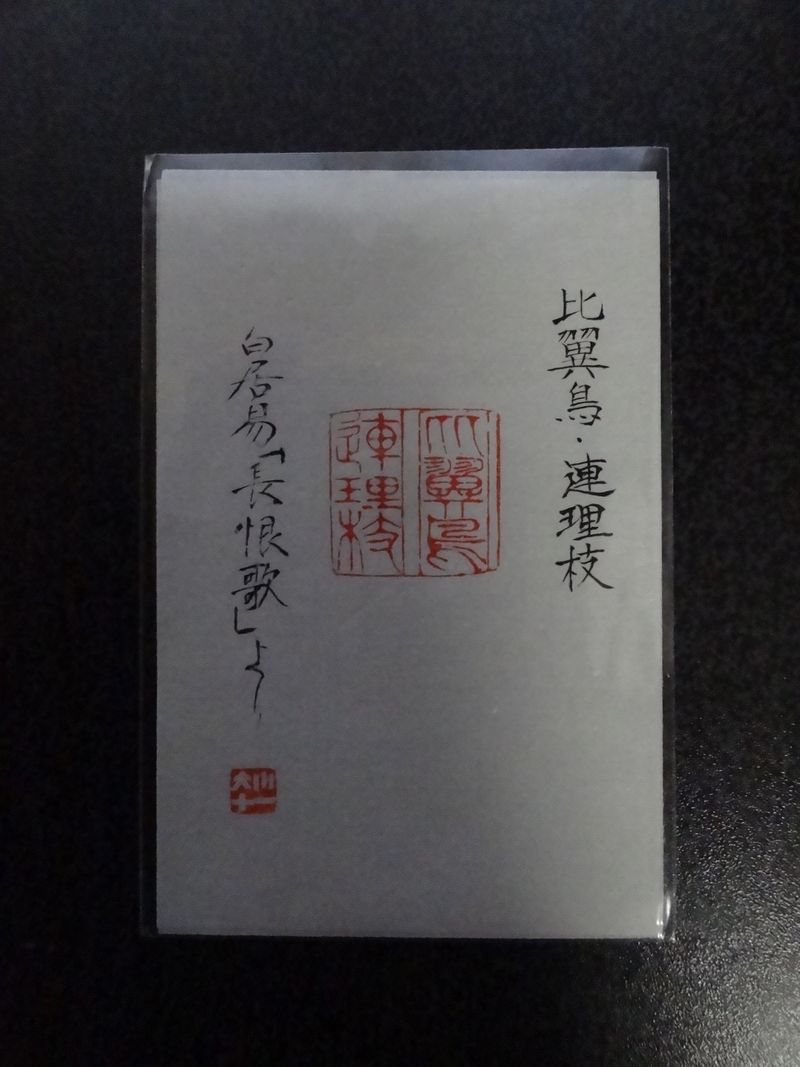 比翼鳥・連理枝
比翼鳥
連理枝
白居易「長恨歌」より